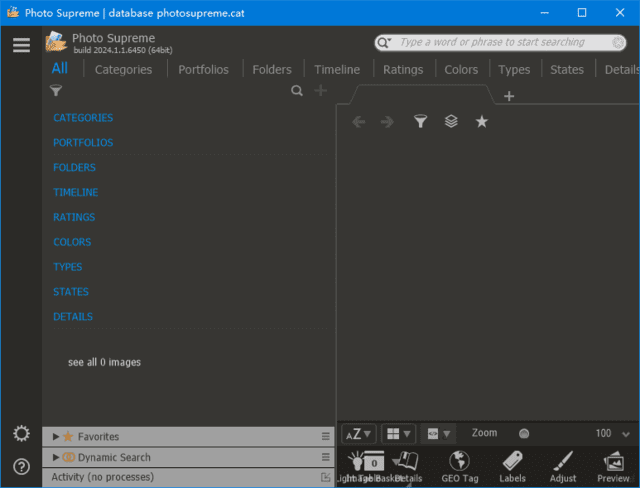 Photo Supreme | database photosupreme.cat
Photo Supreme
build 2024.1.1.6450 (64bit)
Type a word or phrase to start searching
All Categories Portfolios Folders Timeline Ratings Colors Types States Details
CATEGORIES
PORTFOLIOS
FOLDERS
TIMELINE
RATINGS
COLORS
TYPES
STATES
DETAILS
see all 0 images
Favorites
Dynamic Search
Activity (no processes)
AZ Zoom 100
0
Light Table Basket Details GEO Tag Labels Adjust Preview